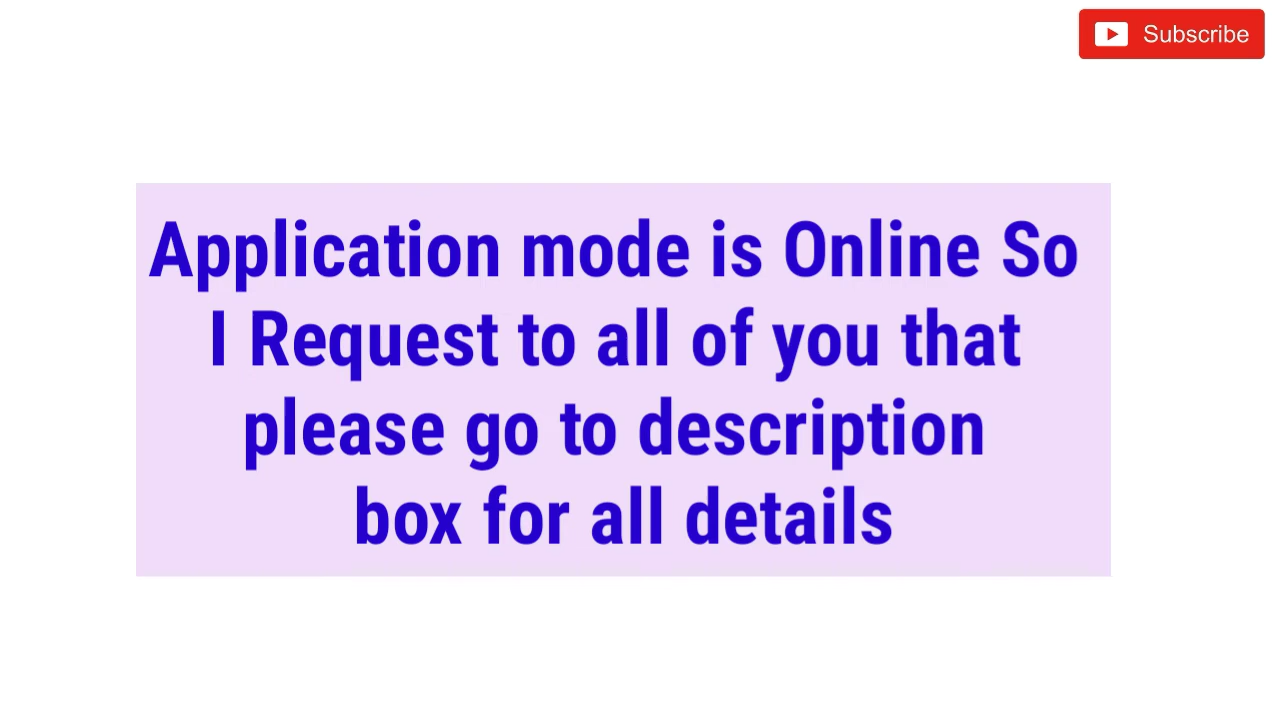 Subscribe
Application mode is Online So
I Request to all of you that
please go to description
box for all details